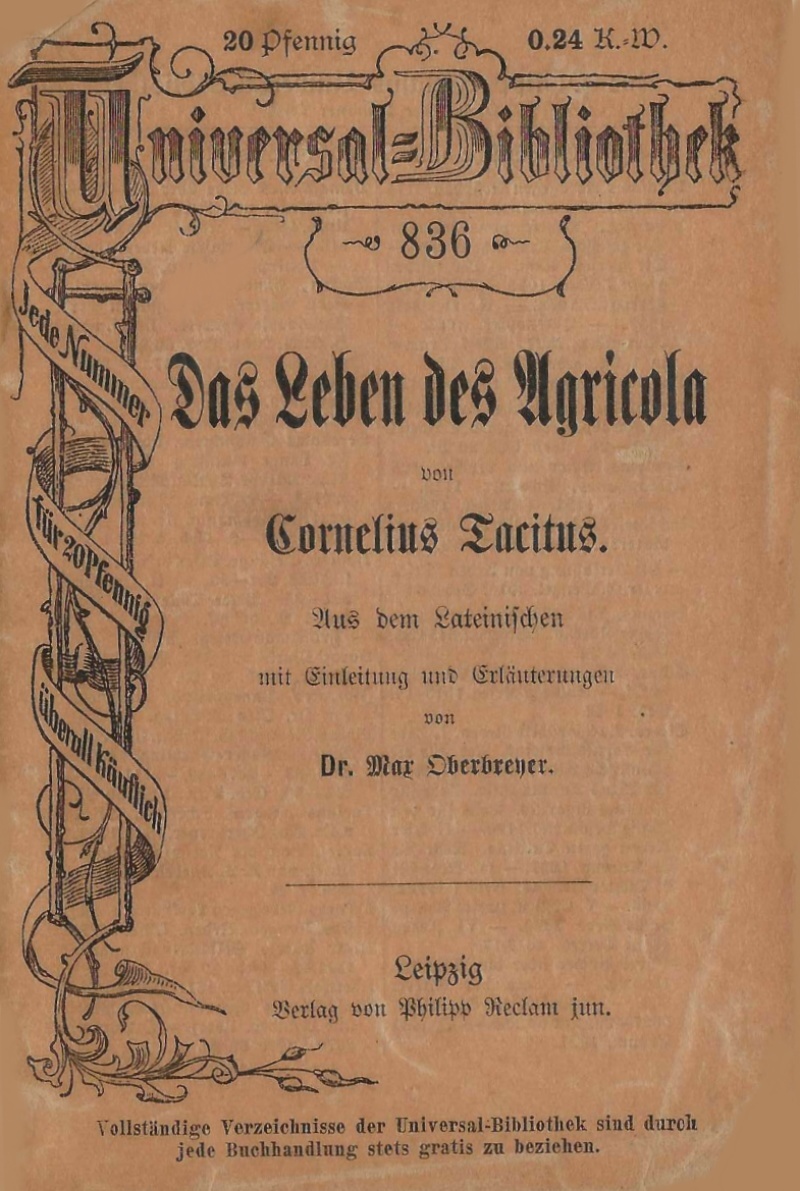 20 Pfennig 0.24 K.-W.
Universal-Bibliothek
836
Jede Nummer
für 20 Pfennig
überall käuflich
Das Leben des Agricola
von
Cornelius Tacitus.
Aus dem Lateinischen
mit Einleitung und Erläuterungen
von
Dr. Max Oberbreyer.
Leipzig
Verlag von Philipp Reclam jun.
Vollständige Verzeichnisse der Universal-Bibliothek sind durch
jede Buchhandlung stets gratis zu beziehen.